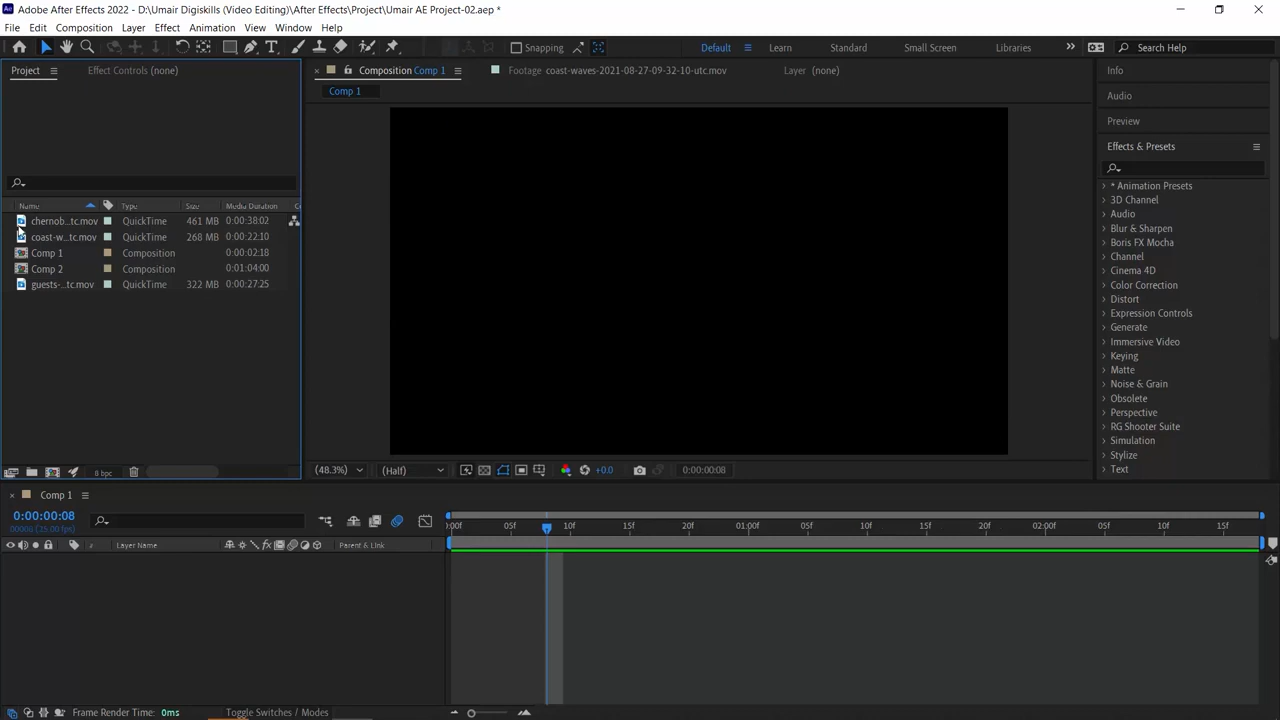 Adobe After Effects 2022 - D:\Umair Digiskills (Video Editing)\After Effects\Project\Umair AE Project-02.aep *
File Edit Composition Layer Effect Animation View Window Help
Snapping Default Learn Standard Small Screen Libraries Search Help
Project Effect Controls (none)
Composition Comp 1 Footage coast-waves-2021-08-27-09-32-10-utc.mov Layer (none)
Comp 1
Name Type Size Media Duration Co
chernob...tc.mov QuickTime 461 MB 0:00:38:02
coast-w...tc.mov QuickTime 268 MB 0:00:22:10
Comp 1 Composition 0:00:02:18
Comp 2 Composition 0:01:04:00
guests-...tc.mov QuickTime 322 MB 0:00:27:25
8 bpc
(48.3%) (Half) +0.0 0:00:00:08
Info
Audio
Preview
Effects & Presets
* Animation Presets
3D Channel
Audio
Blur & Sharpen
Boris FX Mocha
Channel
Cinema 4D
Color Correction
Distort
Expression Controls
Generate
Immersive Video
Keying
Matte
Noise & Grain
Obsolete
Perspective
RG Shooter Suite
Simulation
Stylize
Text
Comp 1
0:00:00:08
00008 (25.00 fps)
:00f 05f 10f 15f 20f 01:00f 05f 10f 15f 20f 02:00f 05f 10f 15f
# Layer Name fx Parent & Link
Frame Render Time: 0ms Toggle Switches / Modes